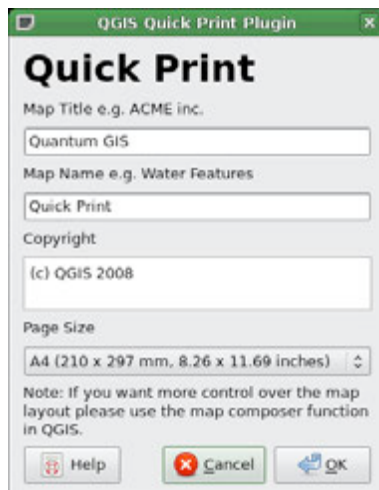 QGIS Quick Print Plugin
Quick Print
Map Title e.g. ACME inc.
Quantum GIS
Map Name e.g. Water Features
Quick Print
Copyright
(c) QGIS 2008
Page Size
A4 (210 x 297 mm, 8.26 x 11.69 inches)
Note: If you want more control over the map
layout please use the map composer function
in QGIS.
Help Cancel OK